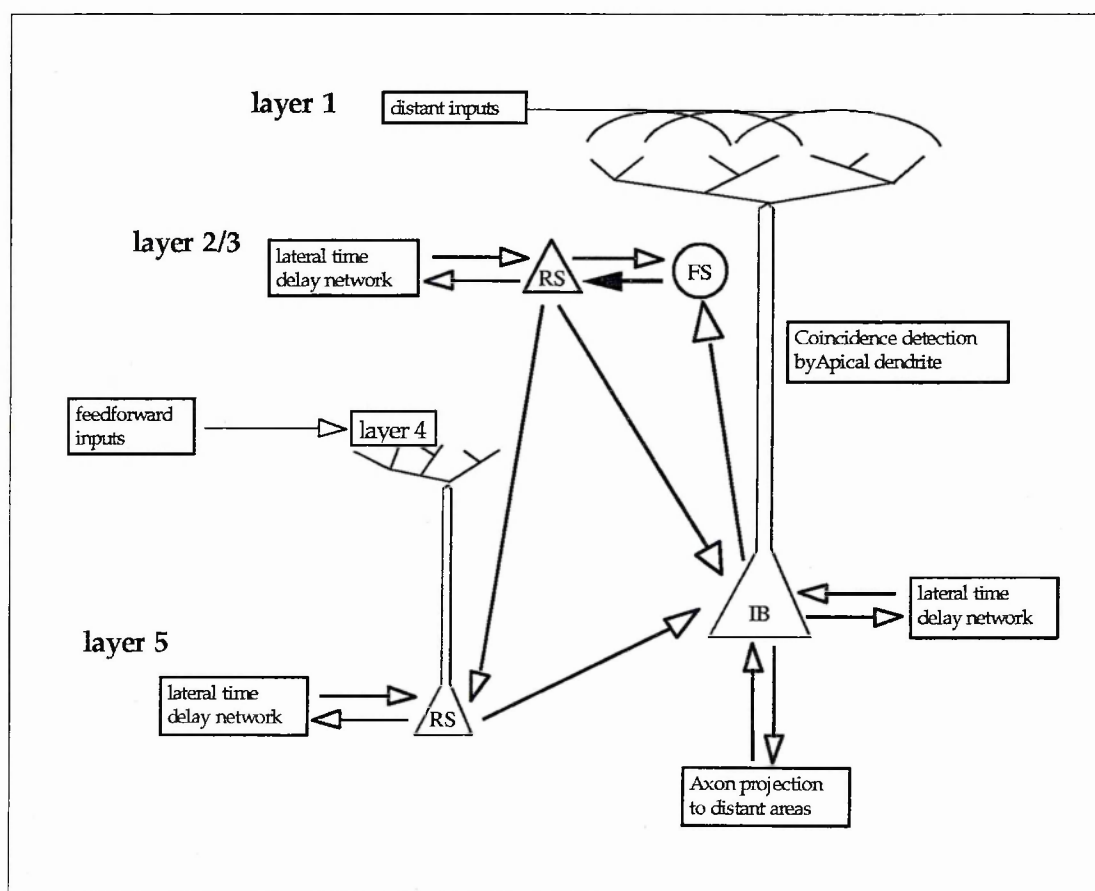 layer 1
distant inputs
layer 2/3
lateral time
delay network
RS
FS
Coincidence detection
byApical dendrite
feedforward
inputs
layer 4
IB
lateral time
delay network
layer 5
lateral time
delay network
RS
Axon projection
to distant areas